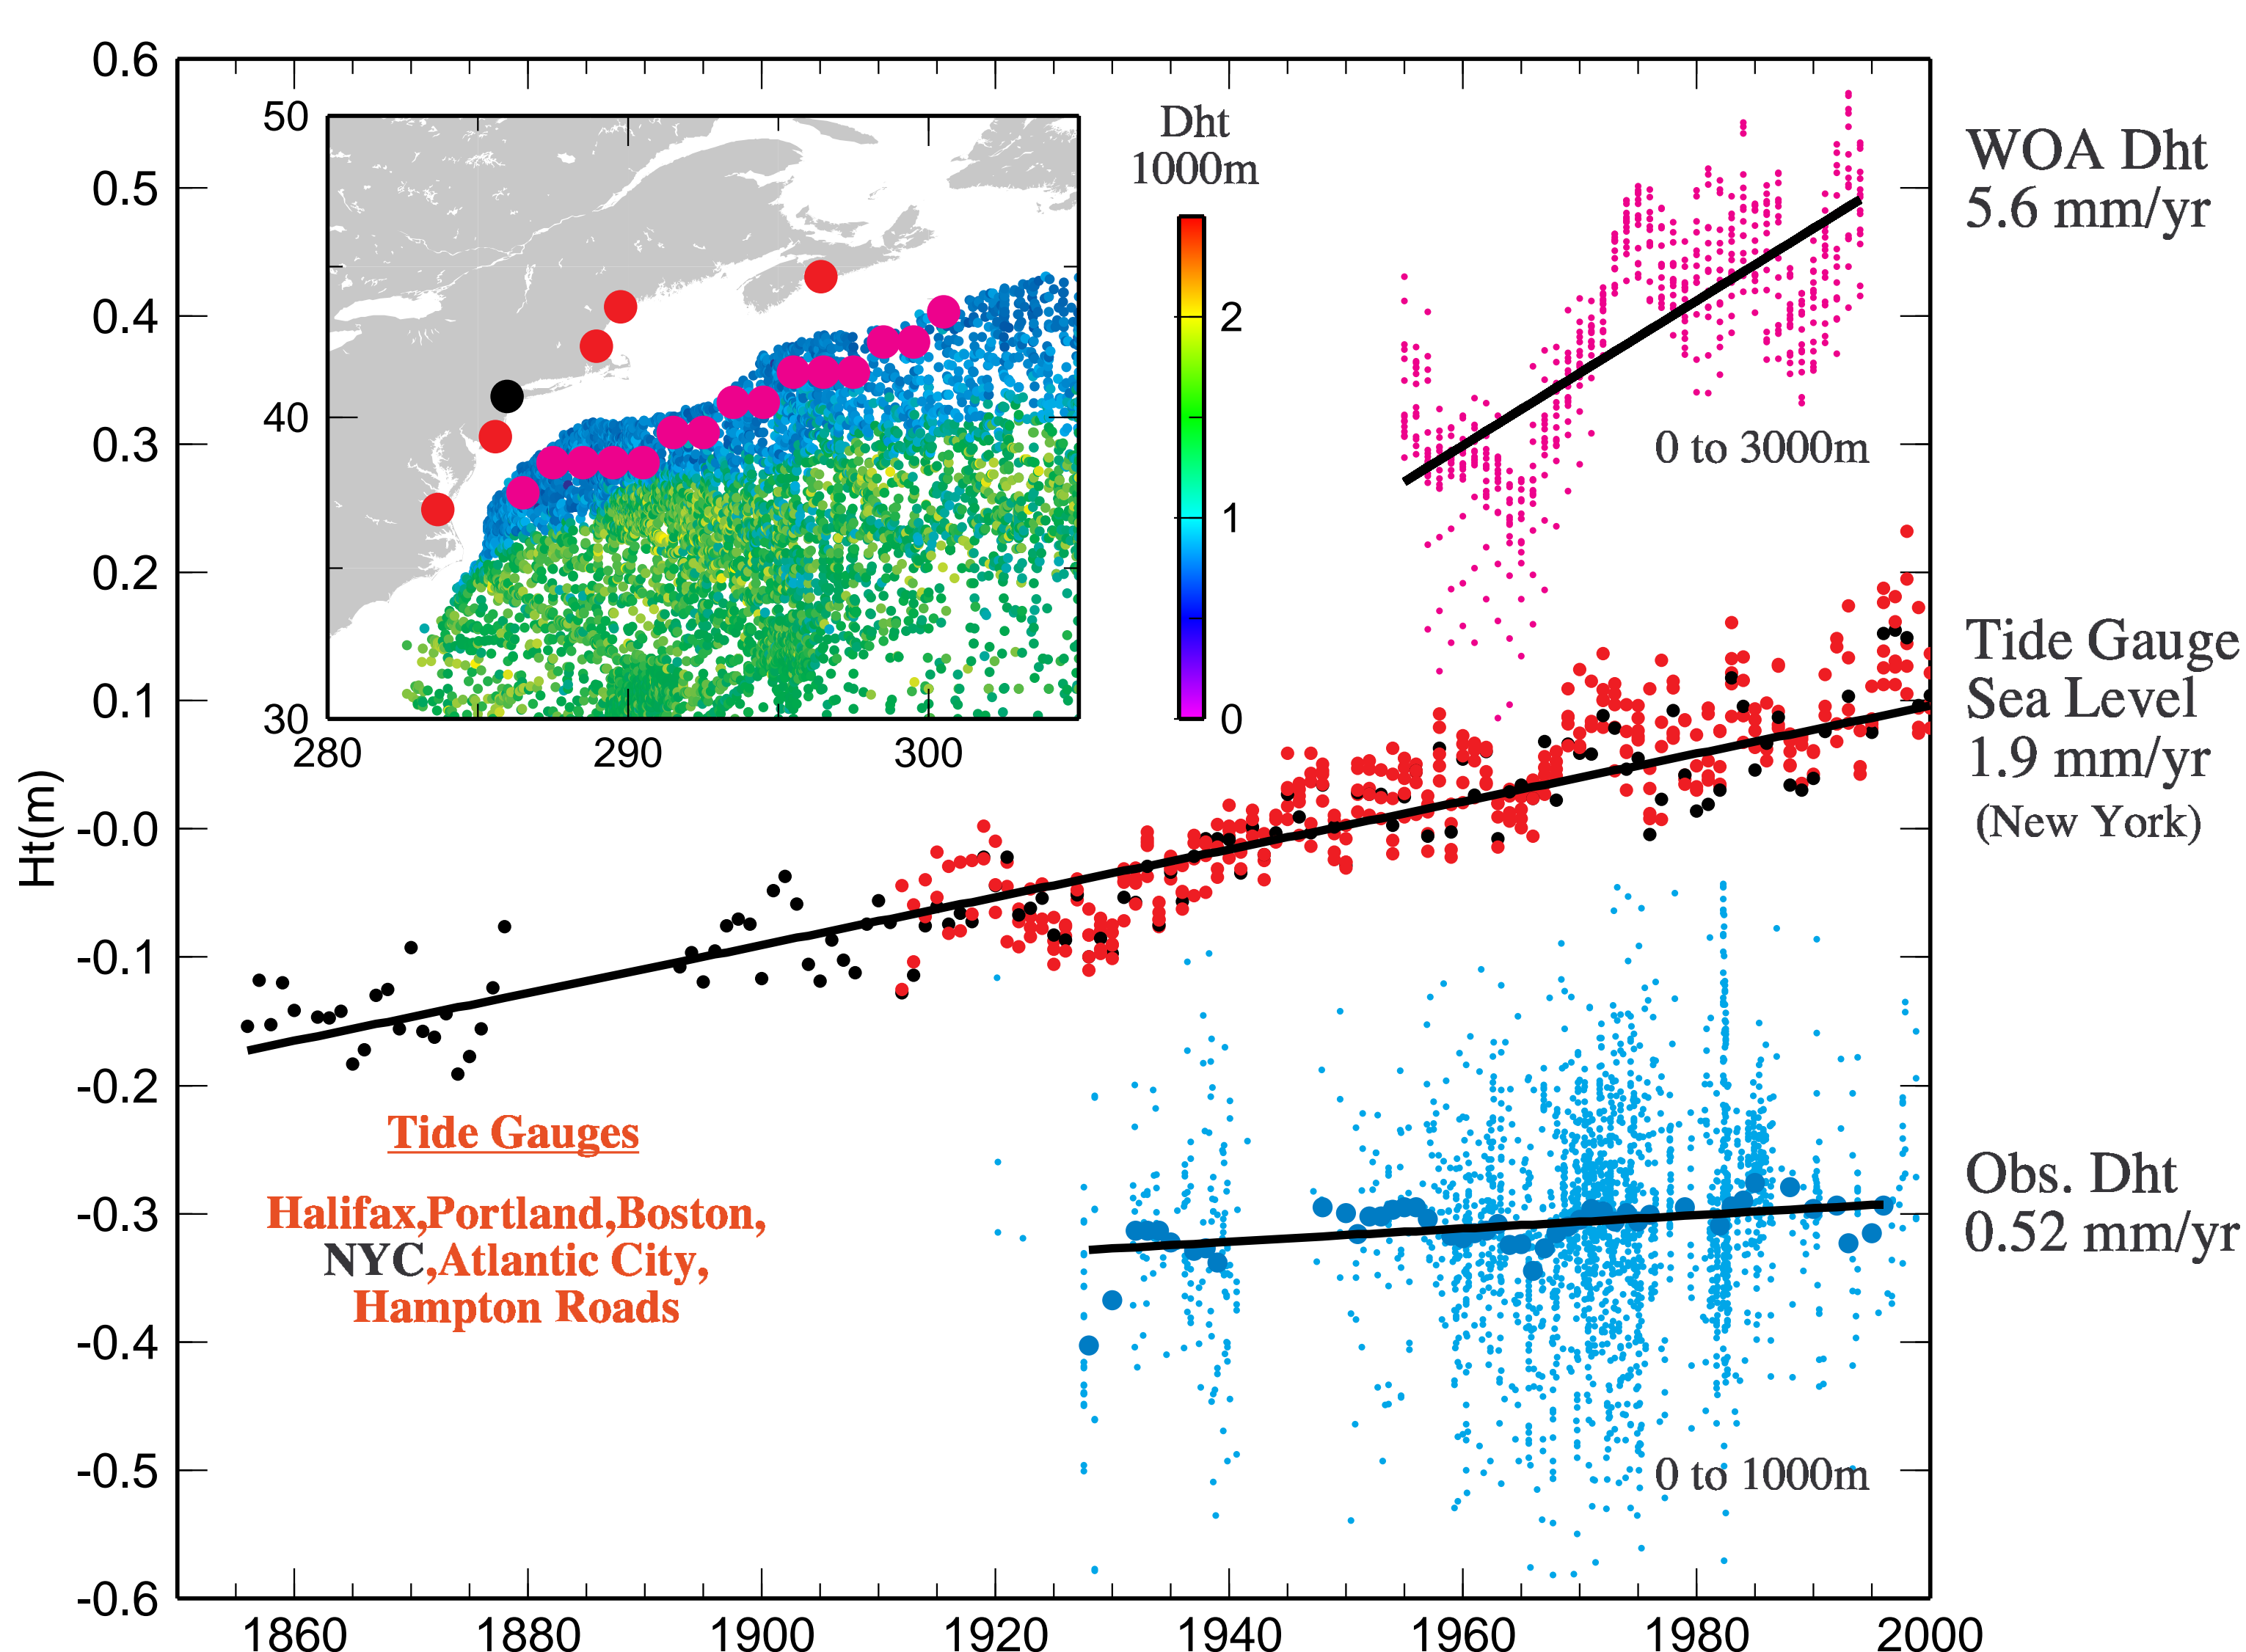 0.6
0.5
0.4
0.3
0.2
0.1
-0.0
-0.1
-0.2
-0.3
-0.4
-0.5
-0.6
Ht(m)
1860 1880 1900 1920 1940 1960 1980 2000
50
40
30
280 290 300
Dht
1000m
2
1
0
WOA Dht
5.6 mm/yr
0 to 3000m
Tide Gauge
Sea Level
1.9 mm/yr
(New York)
Tide Gauges
Halifax,Portland,Boston,
NYC,Atlantic City,
Hampton Roads
Obs. Dht
0.52 mm/yr
0 to 1000m